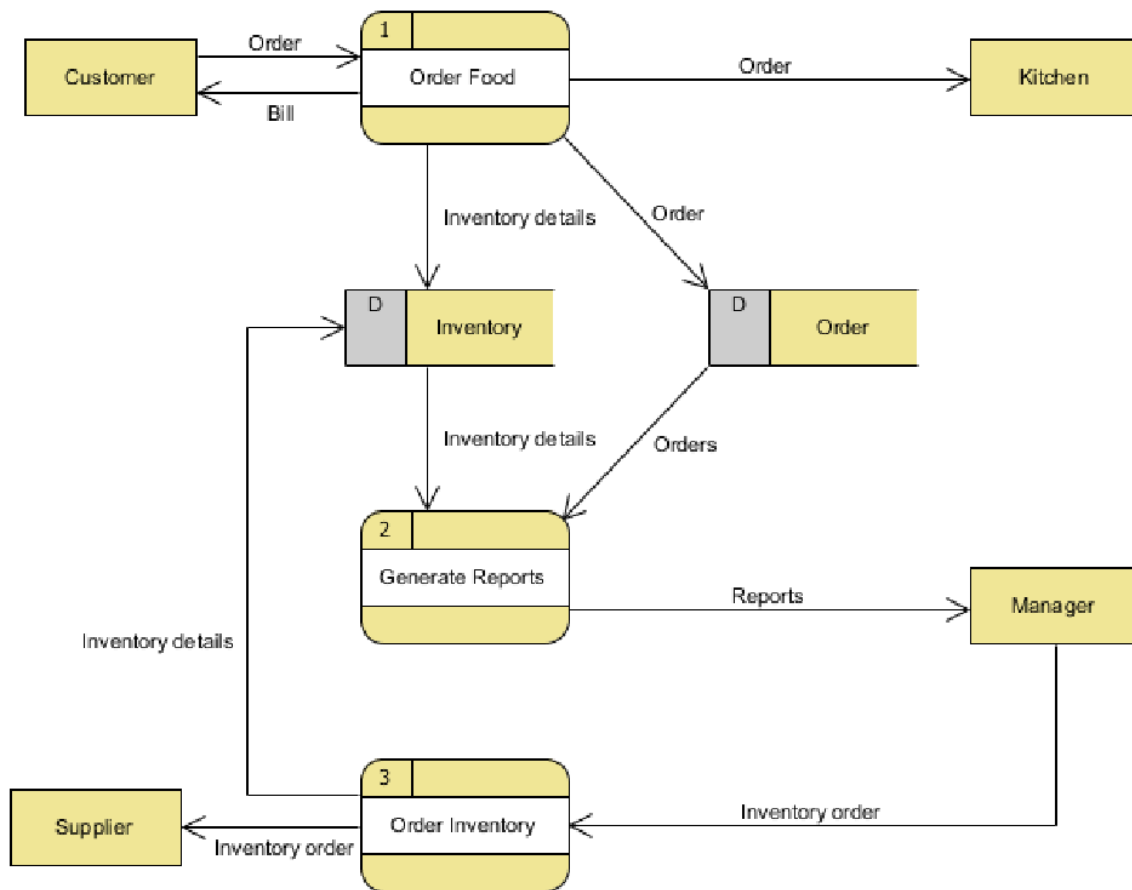 1
Order
Customer
Order Food
Order
Kitchen
Bill
Inventory details
Order
D
Inventory
D
Order
Inventory details
Orders
2
Generate Reports
Reports
Manager
Inventory details
3
Order Inventory
Inventory order
Supplier
Inventory order